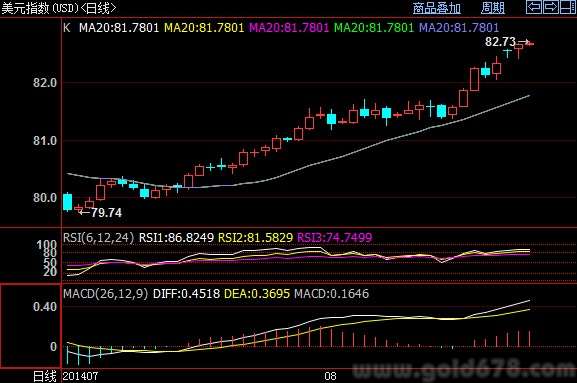 美元指数(USD)<日线> 商品叠加 周期
K MA20:81.7801 MA20:81.7801 MA20:81.7801 MA20:81.7801 MA20:81.7801
82.73
82.0
81.0
80.0
79.74
RSI(6,12,24) RSI1:86.8249 RSI2:81.5829 RSI3:74.7499
100
80
50
20
MACD(26,12,9) DIFF:0.4518 DEA:0.3695 MACD:0.1646
0.40
0
www.gold678.com
日线 201407 08